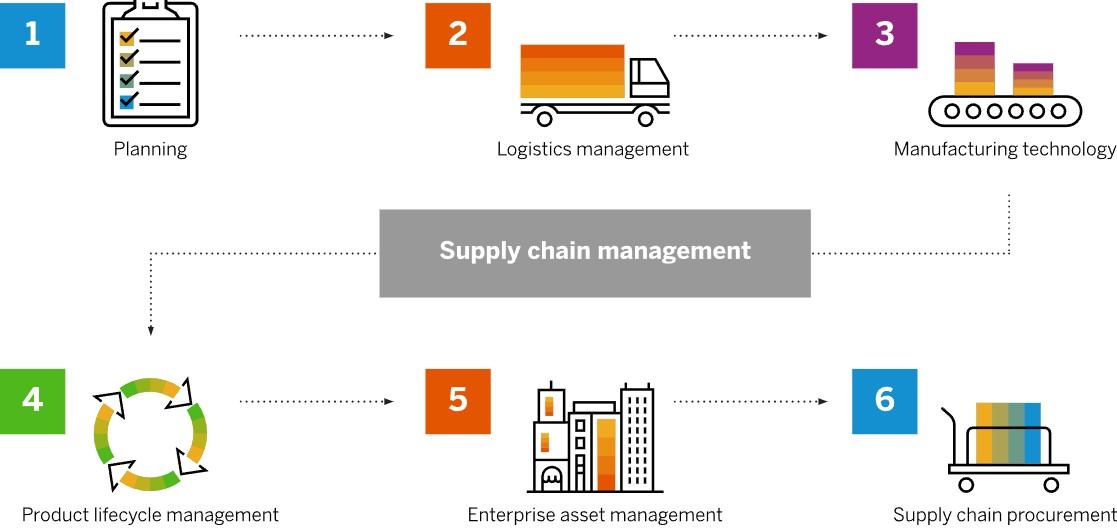 1
2
3
Planning
Logistics management
Manufacturing technology
Supply chain management
4
5
6
Product lifecycle management
Enterprise asset management
Supply chain procurement